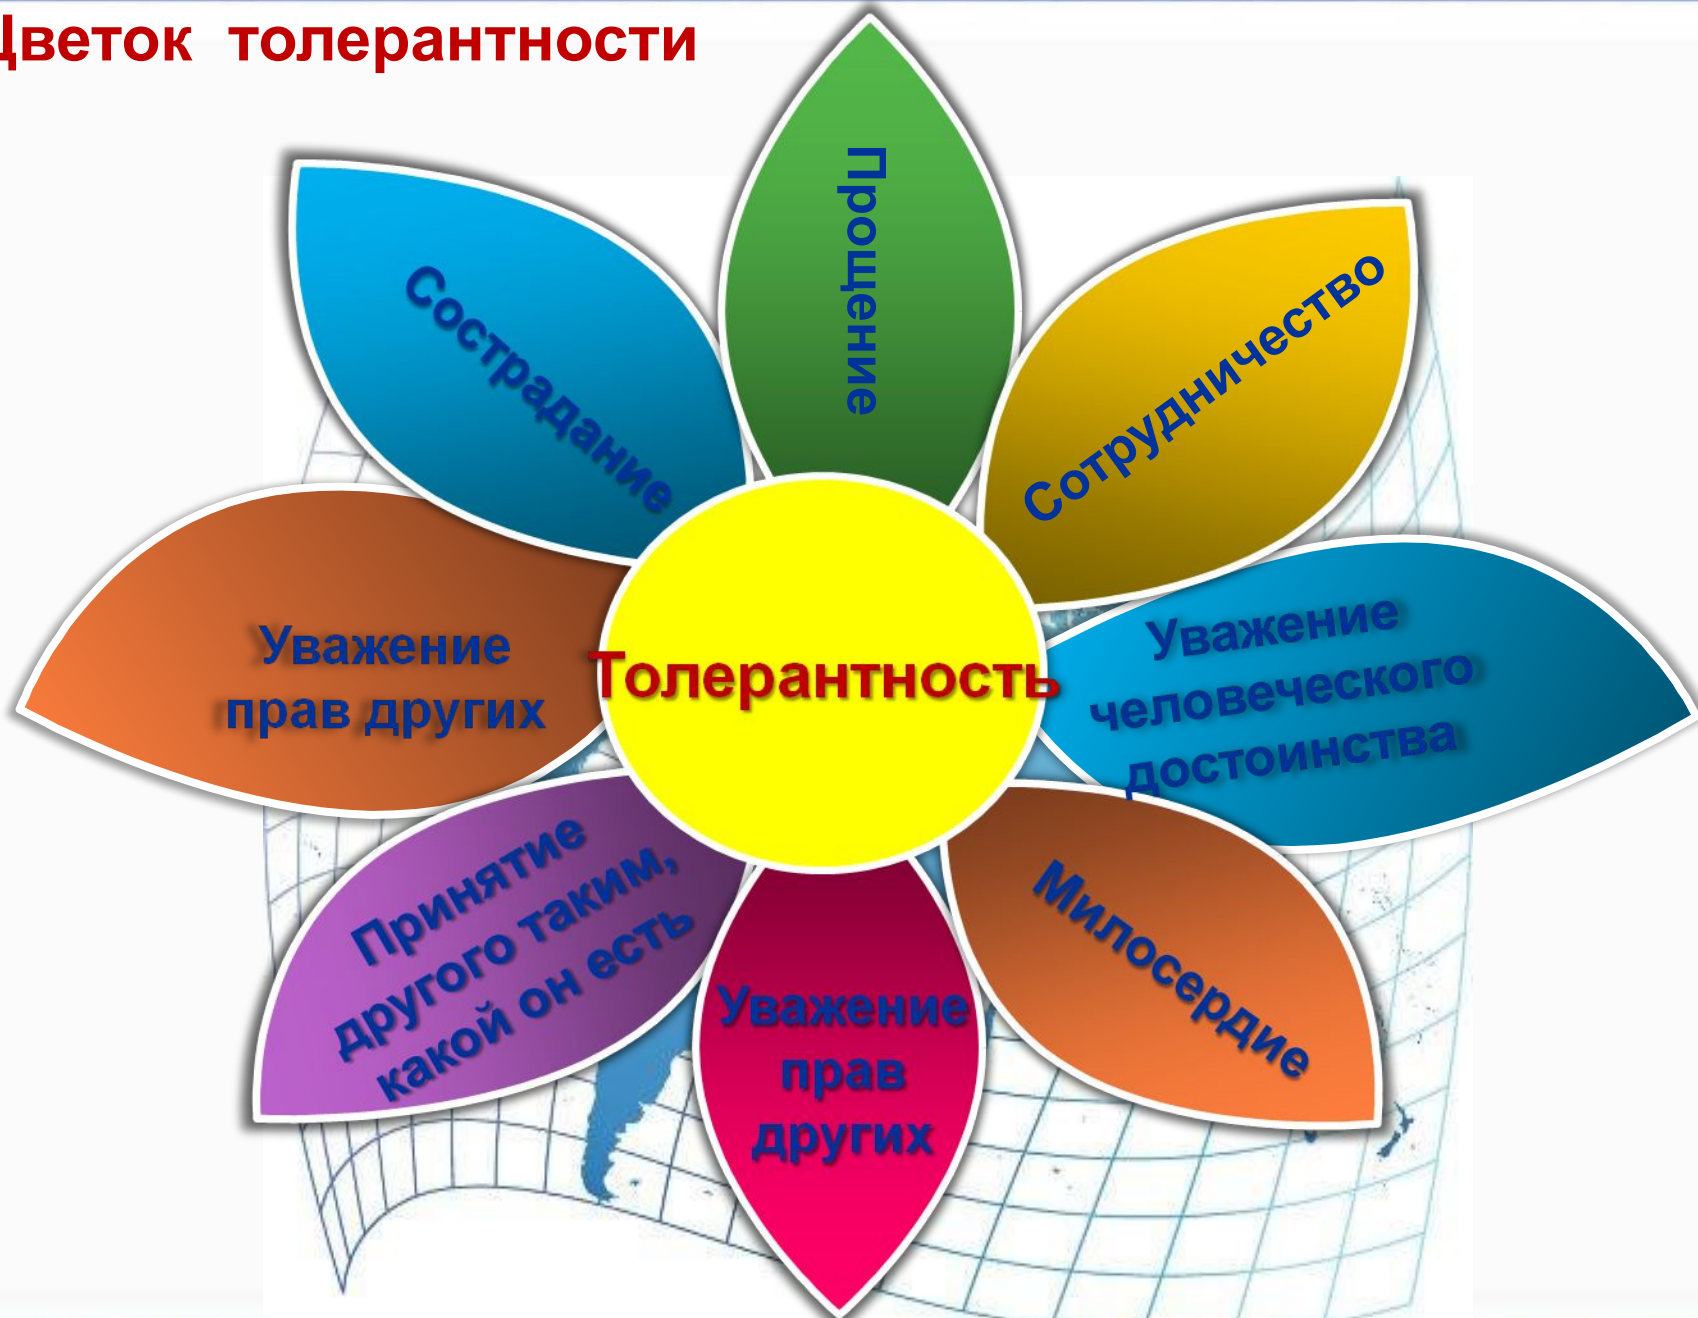 Цветок толерантности
Прощение
Сострадание
Сотрудничество
Уважение
прав других
Толерантность
Уважение
человеческого
достоинства
Принятие
другого таким,
какой он есть
Милосердие
Уважение
прав
других